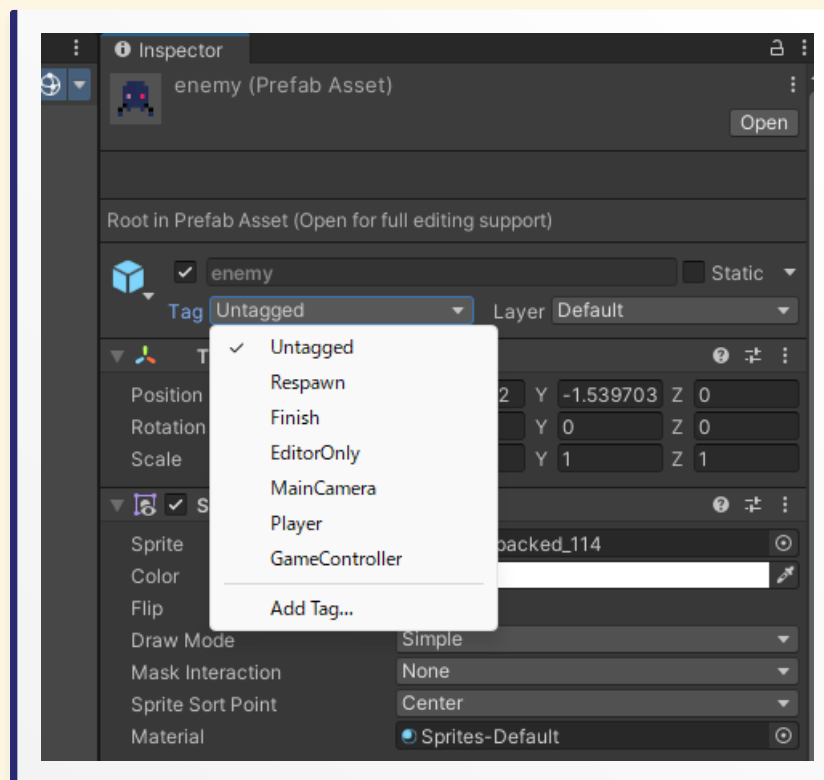 Inspector
enemy (Prefab Asset)
Open
Root in Prefab Asset (Open for full editing support)
enemy
Static
Tag Untagged Layer Default
Untagged
Respawn
Finish
EditorOnly
MainCamera
Player
GameController
Add Tag...
T
Position 2 Y -1.539703 Z 0
Rotation Y 0 Z 0
Scale Y 1 Z 1
S
Sprite packed_114
Color
Flip
Draw Mode Simple
Mask Interaction None
Sprite Sort Point Center
Material Sprites-Default